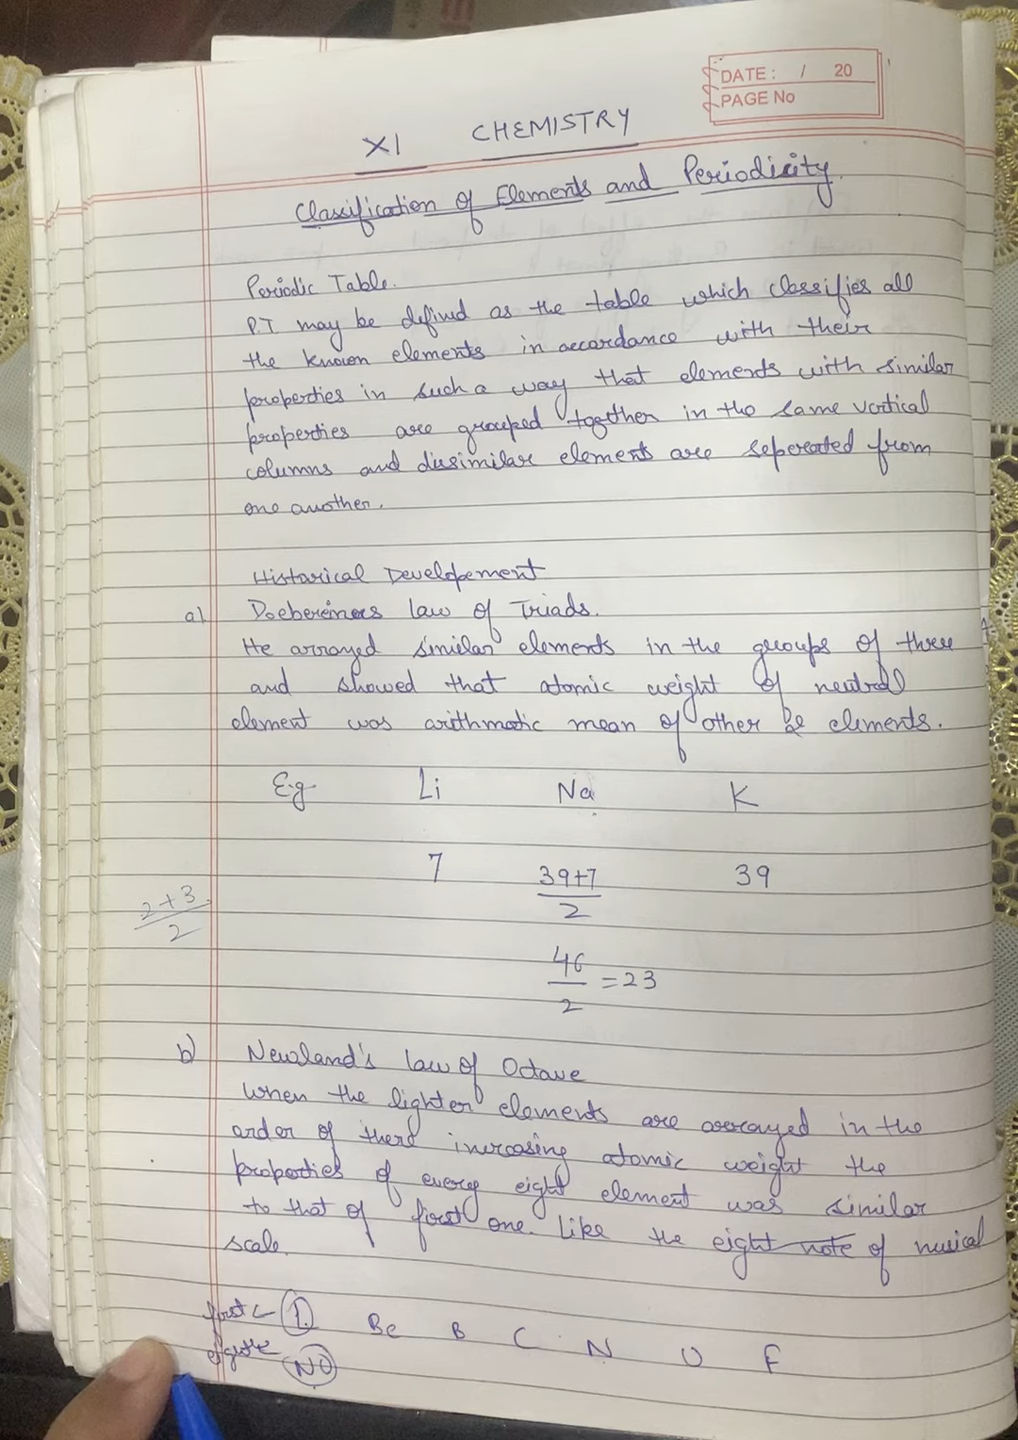 DATE: / 20
PAGE No
XI CHEMISTRY
Classification of Elements and Periodicity.
Periodic Table.
P.T may be defined as the table which classifies all
the known elements in accordance with their
properties in such a way that elements with similar
properties are grouped together in the same vertical
columns and dissimilar elements are seperated from
one another.
Historical Developement
a) Doebereiners law of Triads.
He arrayed similar elements in the groups of three
and showed that atomic weight of neutral
element was arithmatic mean of other elements.
E.g Li Na K
7 39+7/2 39
2+3/2
46/2 = 23
b) Newland's law of Octave
when the lighter elements are arrayed in the
order of there increasing atomic weight the
properties of every eight element was similar
to that of first one. Like the eight note of musical
scale.
first Be B C N O F